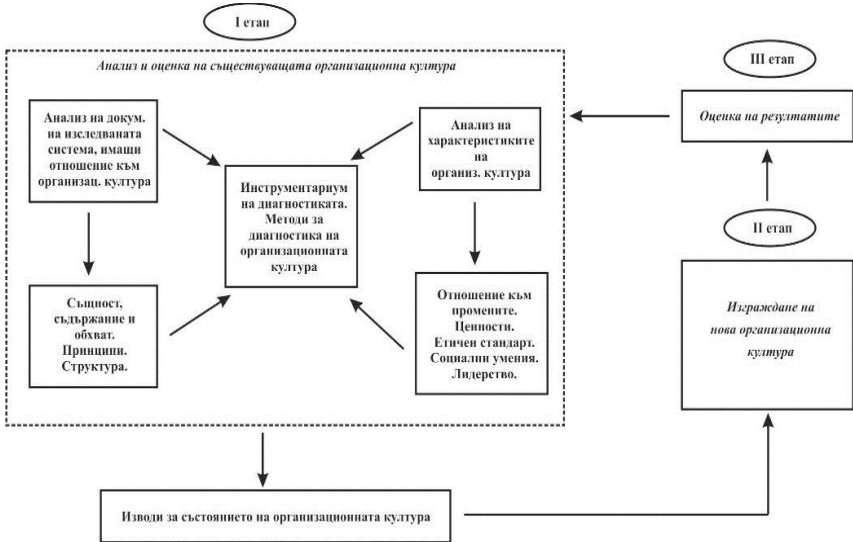 I етап
Анализ и оценка на съществуващата организационна култура
Анализ на докум.
на изследваната
система, имащи
отношение към
организац. култура
Анализ на
характеристиките
на
организ. култура
Инструментариум
на диагностиката.
Методи за
диагностика на
организационната
култура
Същност,
съдържание и
обхват.
Принципи.
Структура.
Отношение към
промените.
Ценности.
Етичен стандарт.
Социални умения.
Лидерство.
Изводи за състоянието на организационната култура
III етап
Оценка на резултатите
II етап
Изграждане на
нова организационна
култура